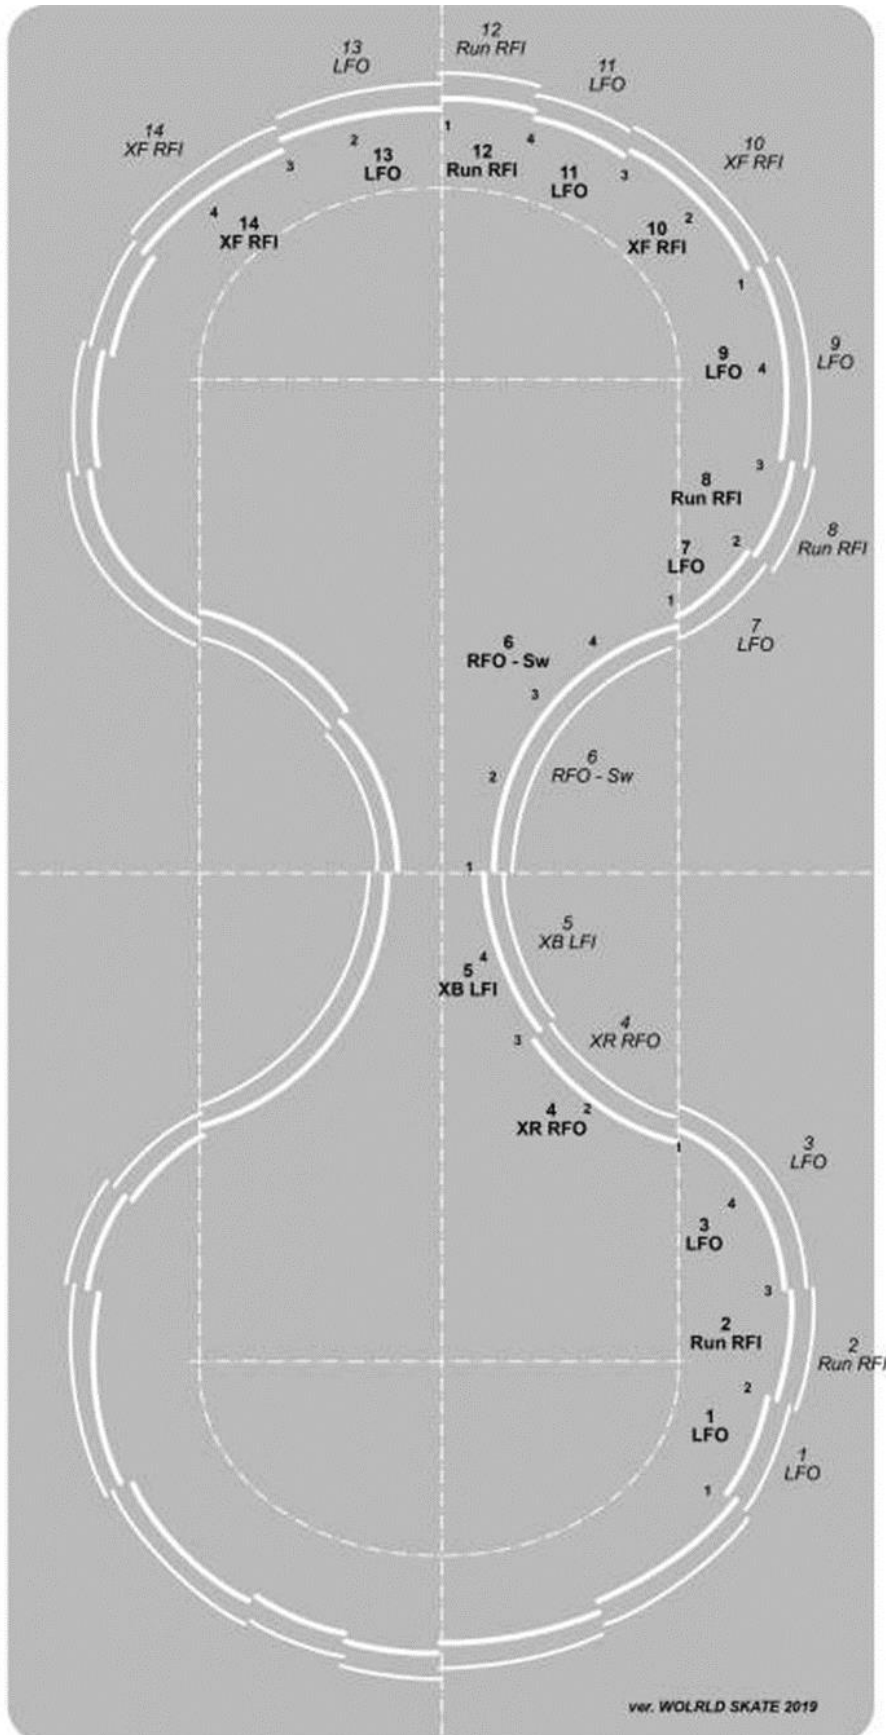 12
Run RFI
13
LFO
11
LFO
14
XF RFI
10
XF RFI
1
4
2
3
13
LFO
12
Run RFI
11
LFO
3
4
14
XF RFI
2
10
XF RFI
1
9
LFO
4
9
LFO
3
8
Run RFI
8
Run RFI
2
7
LFO
1
7
LFO
6
RFO - Sw
4
3
2
6
RFO - Sw
1
5
XB LFI
4
5
XB LFI
3
4
XR RFO
4
XR RFO
2
1
3
LFO
4
3
LFO
3
2
Run RFI
2
Run RFI
2
1
LFO
1
LFO
1
ver. WOLRLD SKATE 2019